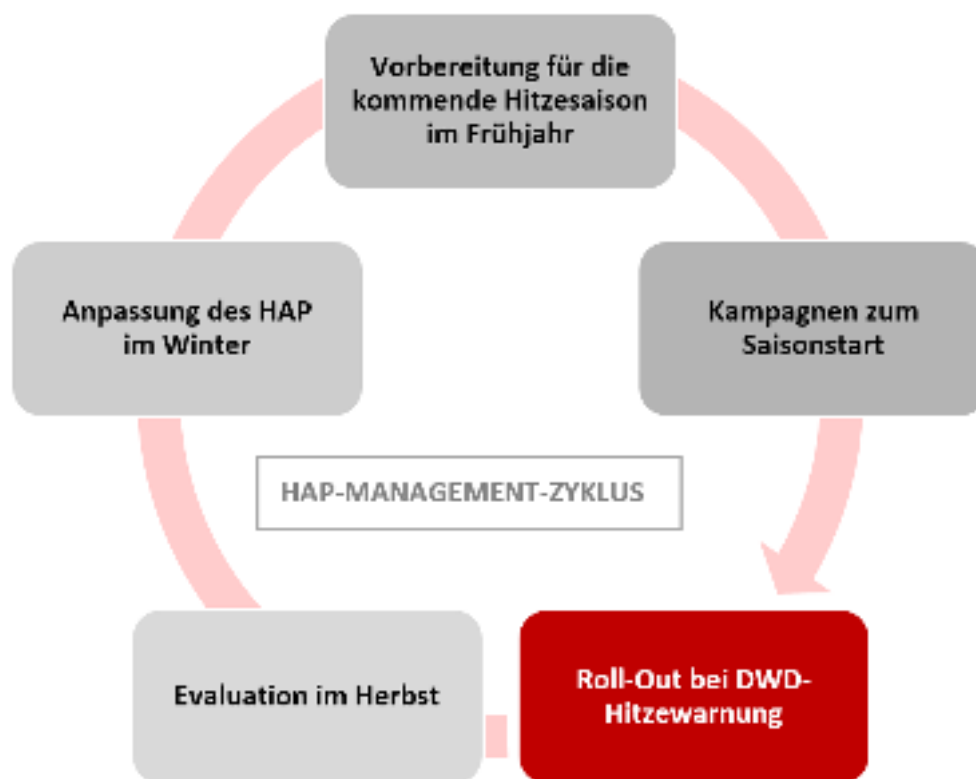 Vorbereitung für die
kommende Hitzesaison
im Frühjahr
Kampagnen zum
Saisonstart
Roll-Out bei DWD-
Hitzewarnung
Evaluation im Herbst
Anpassung des HAP
im Winter
HAP-MANAGEMENT-ZYKLUS